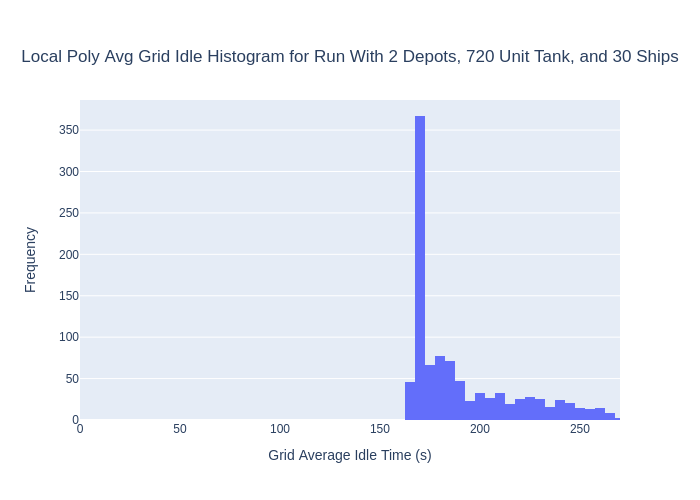 Local Poly Avg Grid Idle Histogram for Run With 2 Depots, 720 Unit Tank, and 30 Ships
350
300
250
200
150
100
50
0
0 50 100 150 200 250
Frequency
Grid Average Idle Time (s)